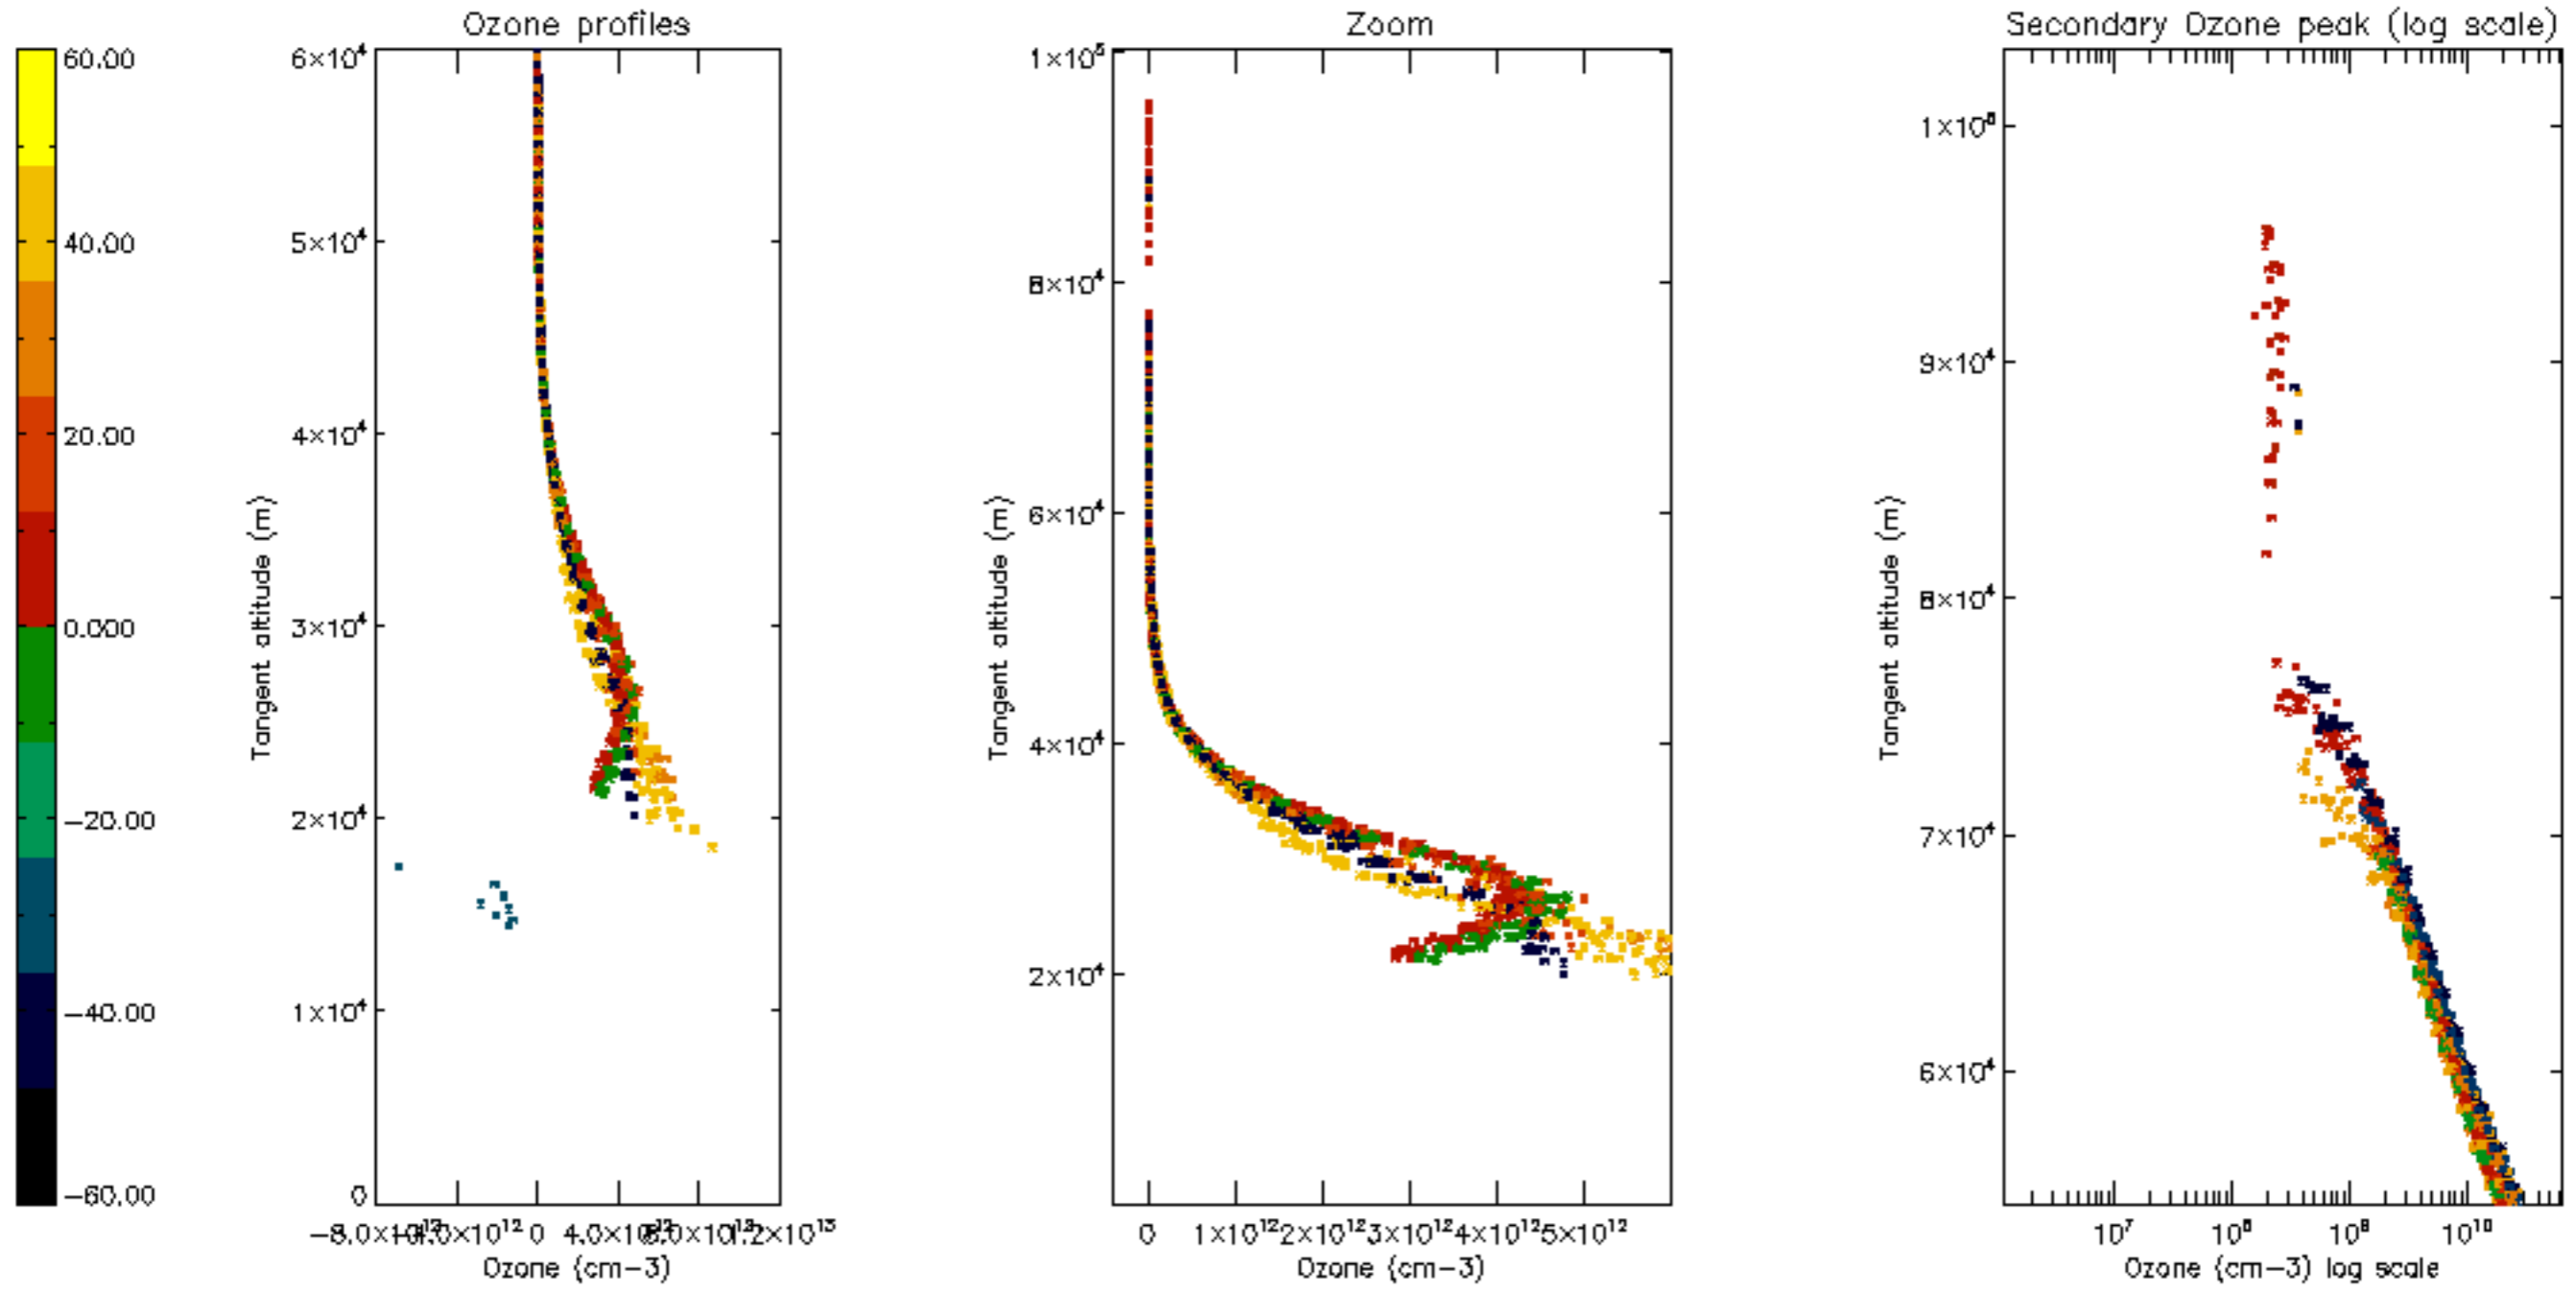 Ozone profiles
Zoom
Secondary Ozone peak (log scale)
60.00
40.00
20.00
0.000
−20.00
−40.00
−60.00
6×10⁴
5×10⁴
4×10⁴
3×10⁴
2×10⁴
1×10⁴
0
Tangent altitude (m)
0
Ozone (cm−3)
1×10⁵
8×10⁴
6×10⁴
4×10⁴
2×10⁴
Tangent altitude (m)
0 1×10¹² 2×10¹² 3×10¹² 4×10¹² 5×10¹²
Ozone (cm−3)
1×10⁵
9×10⁴
8×10⁴
7×10⁴
6×10⁴
Tangent altitude (m)
10⁷ 10⁸ 10⁹ 10¹⁰
Ozone (cm−3) log scale